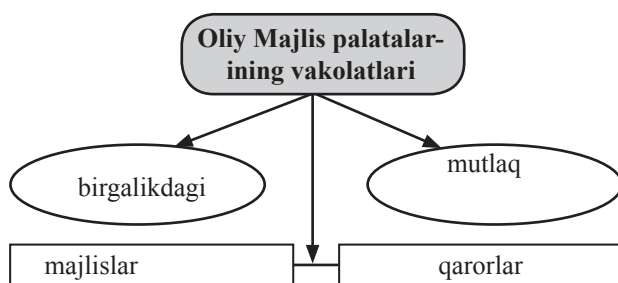 Oliy Majlis palatalar-
ining vakolatlari
birgalikdagi
mutlaq
majlislar
qarorlar